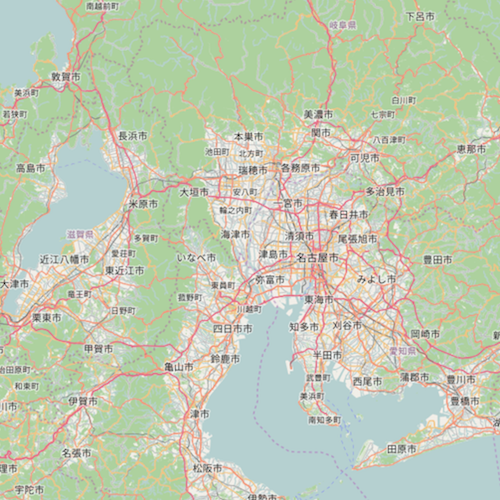 南越前町
下呂市
岐阜県
敦賀市
美浜町
白川町
若狭町
美濃市
七宗町
長浜市
本巣市
関市
八百津町
恵那市
池田町
北方町
可児市
高島市
瑞穂市
各務原市
大垣市
安八町
多治見市
米原市
輪之内町
一宮市
春日井市
滋賀県
多賀町
海津市
清須市
尾張旭市
愛荘町
近江八幡市
いなべ市
津島市
名古屋市
豊田市
東近江市
大津市
東員町
弥富市
みよし市
竜王町
日野町
菰野町
東海市
栗東市
川越町
四日市市
知多市
刈谷市
岡崎市
甲賀市
鈴鹿市
半田市
愛知県
亀山市
武豊町
西尾市
蒲郡市
豊川市
和束町
伊賀市
美浜町
豊橋市
津市
南知多町
名張市
田原市
松阪市
宇陀市
伊勢市